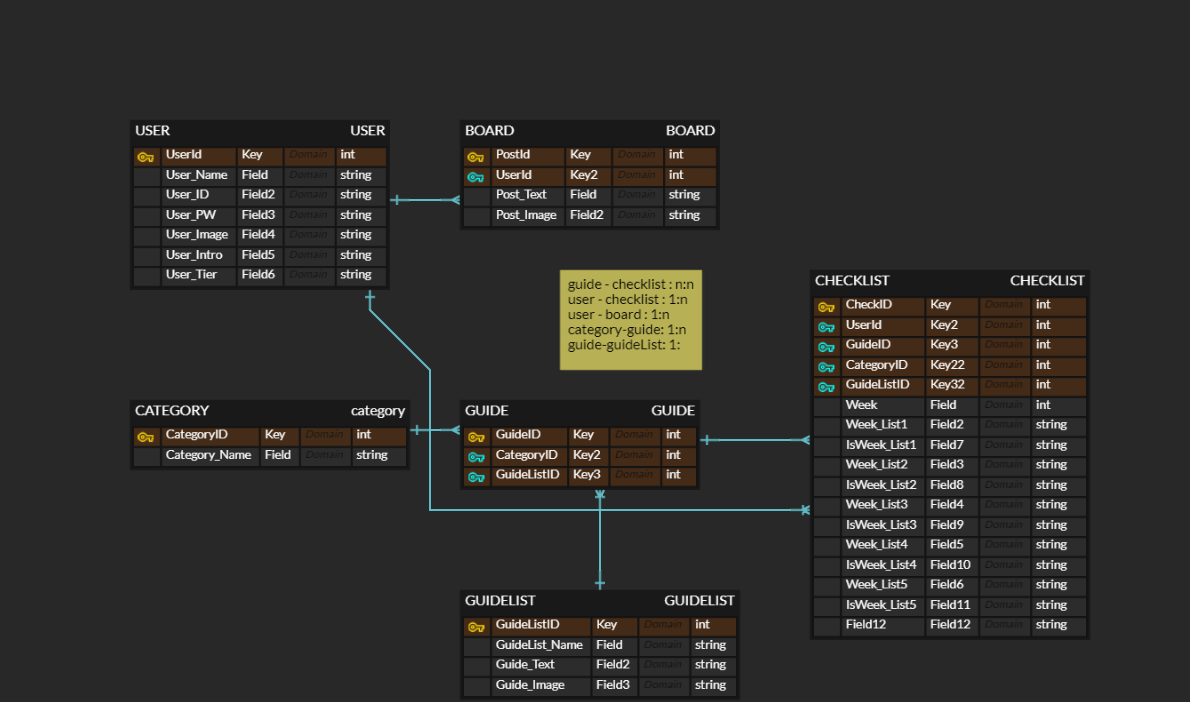 USER USER
UserId Key Domain int
User_Name Field Domain string
User_ID Field2 Domain string
User_PW Field3 Domain string
User_Image Field4 Domain string
User_Intro Field5 Domain string
User_Tier Field6 Domain string
BOARD BOARD
PostId Key Domain int
UserId Key2 Domain int
Post_Text Field Domain string
Post_Image Field2 Domain string
guide - checklist : n:n
user - checklist : 1:n
user - board : 1:n
category-guide: 1:n
guide-guideList: 1:
CHECKLIST CHECKLIST
CheckID Key Domain int
UserId Key2 Domain int
GuideID Key3 Domain int
CategoryID Key22 Domain int
GuideListID Key32 Domain int
Week Field Domain int
Week_List1 Field2 Domain string
IsWeek_List1 Field7 Domain string
Week_List2 Field3 Domain string
IsWeek_List2 Field8 Domain string
Week_List3 Field4 Domain string
IsWeek_List3 Field9 Domain string
Week_List4 Field5 Domain string
IsWeek_List4 Field10 Domain string
Week_List5 Field6 Domain string
IsWeek_List5 Field11 Domain string
Field12 Field12 Domain string
CATEGORY category
CategoryID Key Domain int
Category_Name Field Domain string
GUIDE GUIDE
GuideID Key Domain int
CategoryID Key2 Domain int
GuideListID Key3 Domain int
GUIDELIST GUIDELIST
GuideListID Key Domain int
GuideList_Name Field Domain string
Guide_Text Field2 Domain string
Guide_Image Field3 Domain string